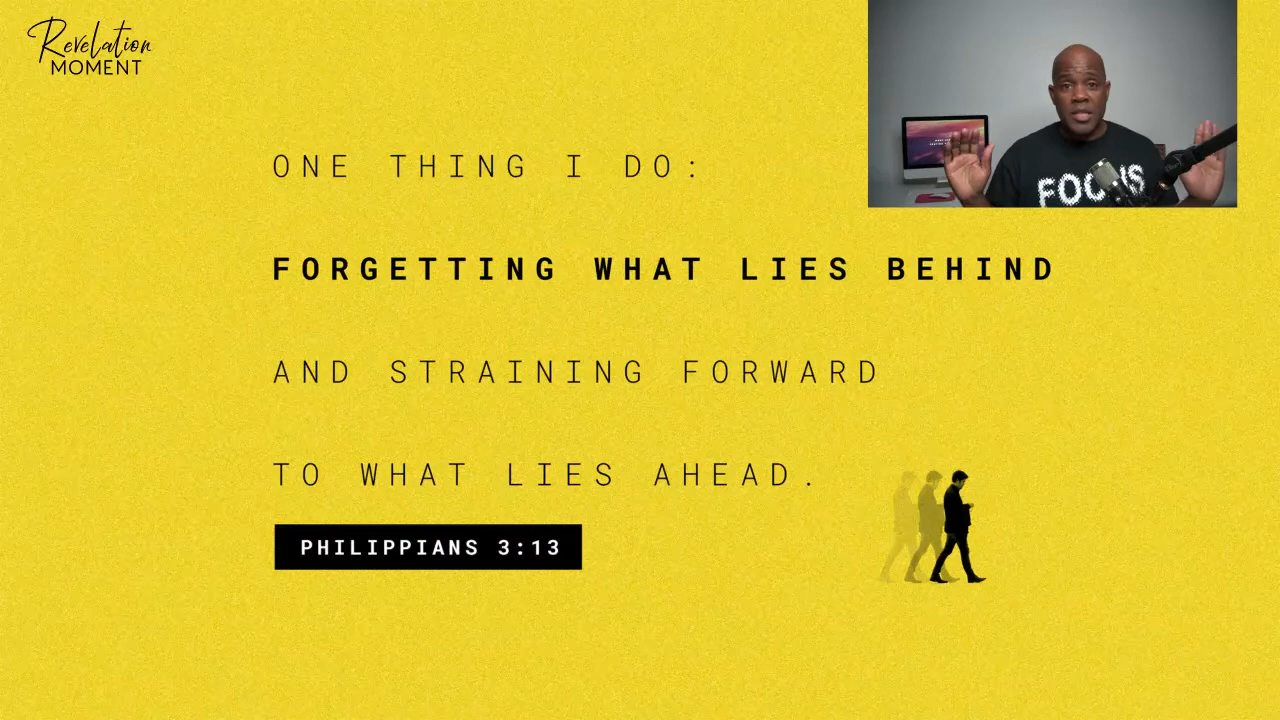 Revelation
MOMENT
FOCUS
ONE THING I DO:
FORGETTING WHAT LIES BEHIND
AND STRAINING FORWARD
TO WHAT LIES AHEAD.
PHILIPPIANS 3:13